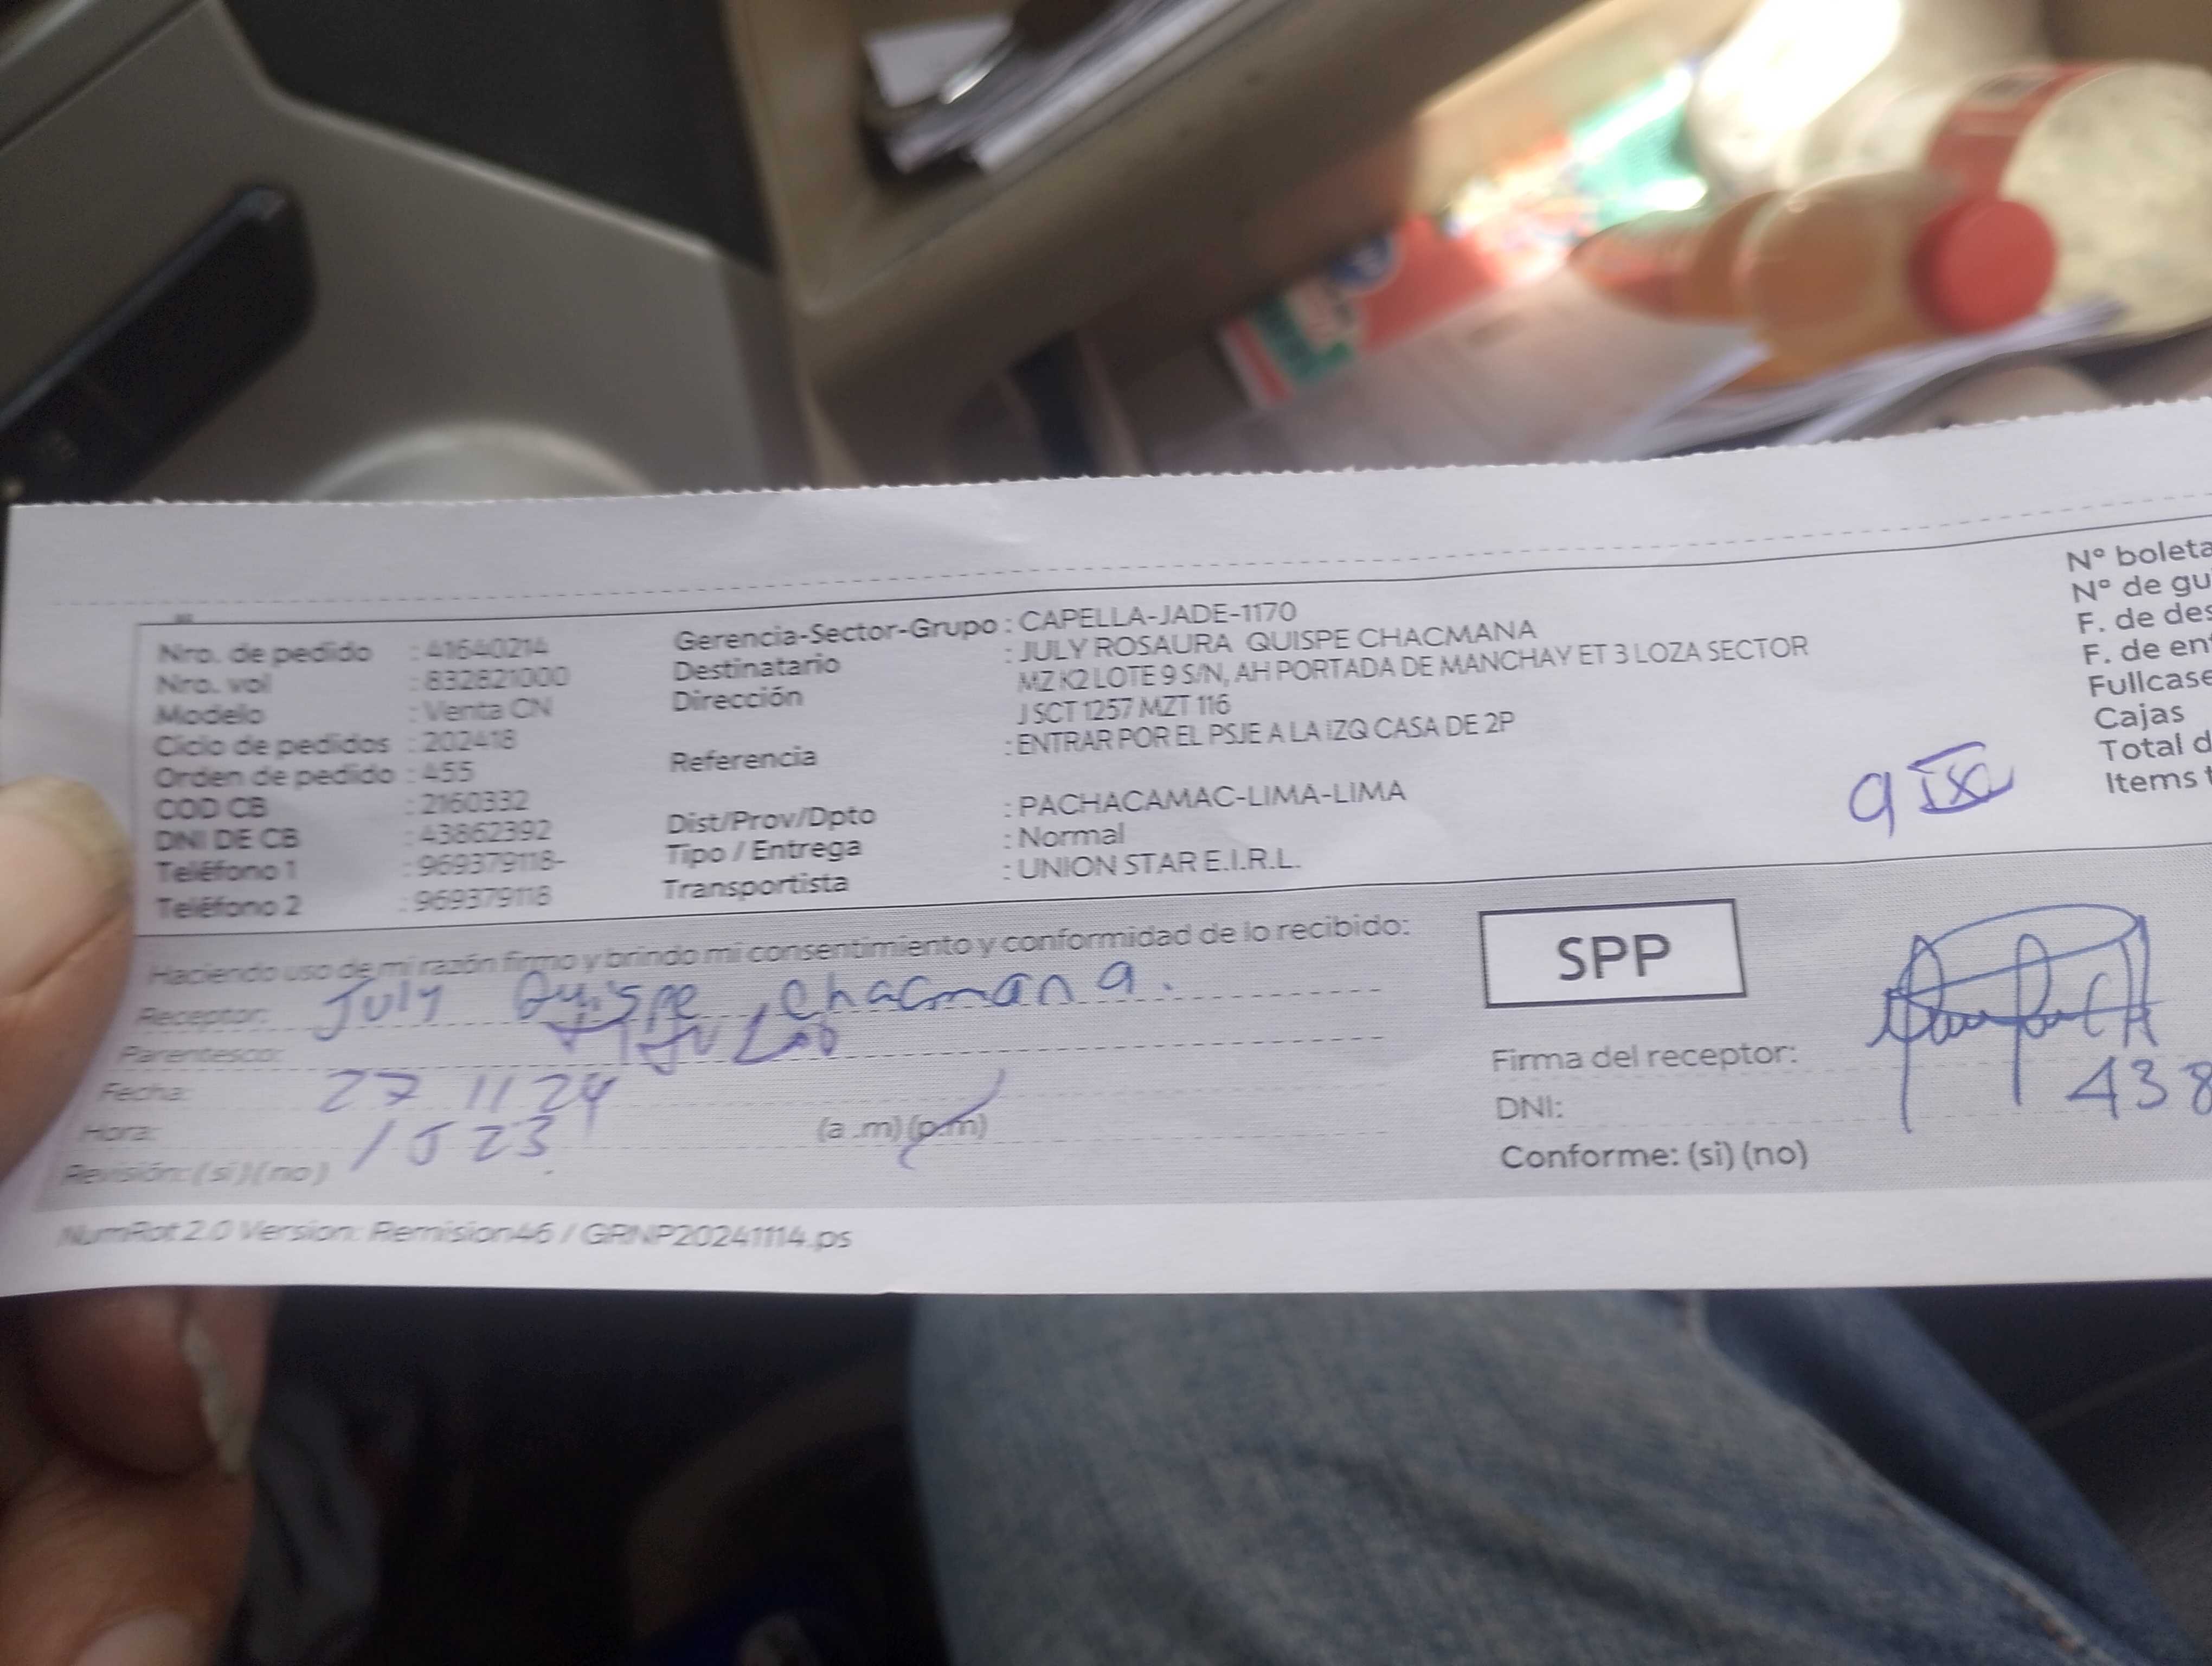 Nro. de pedido : 41640214
Nro. vol : 832821000
Modelo : Venta CN
Ciclo de pedidos : 202418
Orden de pedido : 455
COD CB : 2160332
DNI DE CB : 43862392
Teléfono 1 : 969379118-
Teléfono 2 : 969379118
Gerencia-Sector-Grupo : CAPELLA-JADE-1170
Destinatario : JULY ROSAURA QUISPE CHACMANA
Dirección MZ K2 LOTE 9 S/N, AH PORTADA DE MANCHAY ET 3 LOZA SECTOR
J SCT 1257 MZT 116
Referencia : ENTRAR POR EL PSJE A LA IZQ CASA DE 2P
Dist/Prov/Dpto : PACHACAMAC-LIMA-LIMA
Tipo / Entrega : Normal
Transportista : UNION STAR E.I.R.L.
N° boleta
N° de gu
F. de des
F. de ent
Fullcase
Cajas
Total d
Items t
Haciendo uso de mi razón firmo y brindo mi consentimiento y conformidad de lo recibido:
Receptor: July Quispe Chacmana.
Parentesco: Titular
Fecha: 27 11 24
Hora: 1523 (a .m) (p.m)
Revisión: (si) (no)
SPP
Firma del receptor:
DNI: 438
Conforme: (si) (no)
NumRot 2.0 Version: Remision46 / GRNP20241114.ps